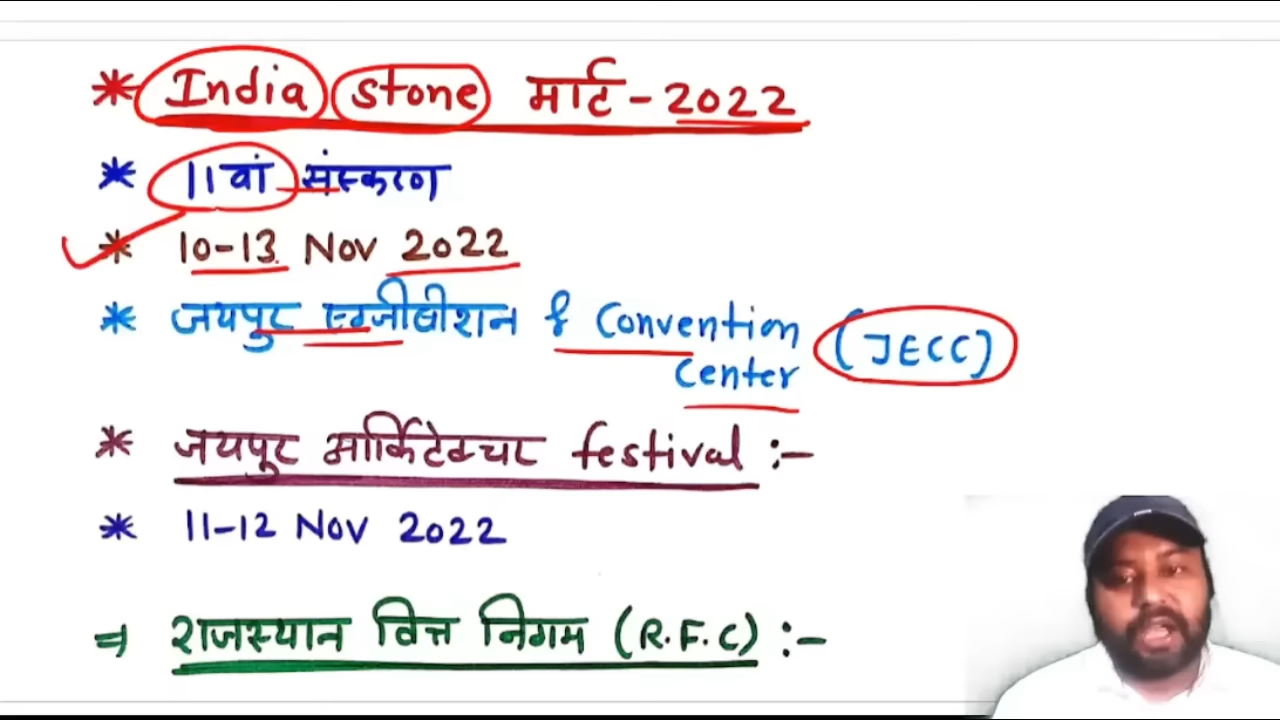 * India stone मार्ट - 2022
* 11वां संस्करण
* 10-13 Nov 2022
* जयपुर एग्जीबीशन & Convention Center (JECC)
* जयपुर आर्किटेक्चर festival :-
* 11-12 Nov 2022
⇒ राजस्थान वित्त निगम (R.F.C) :-